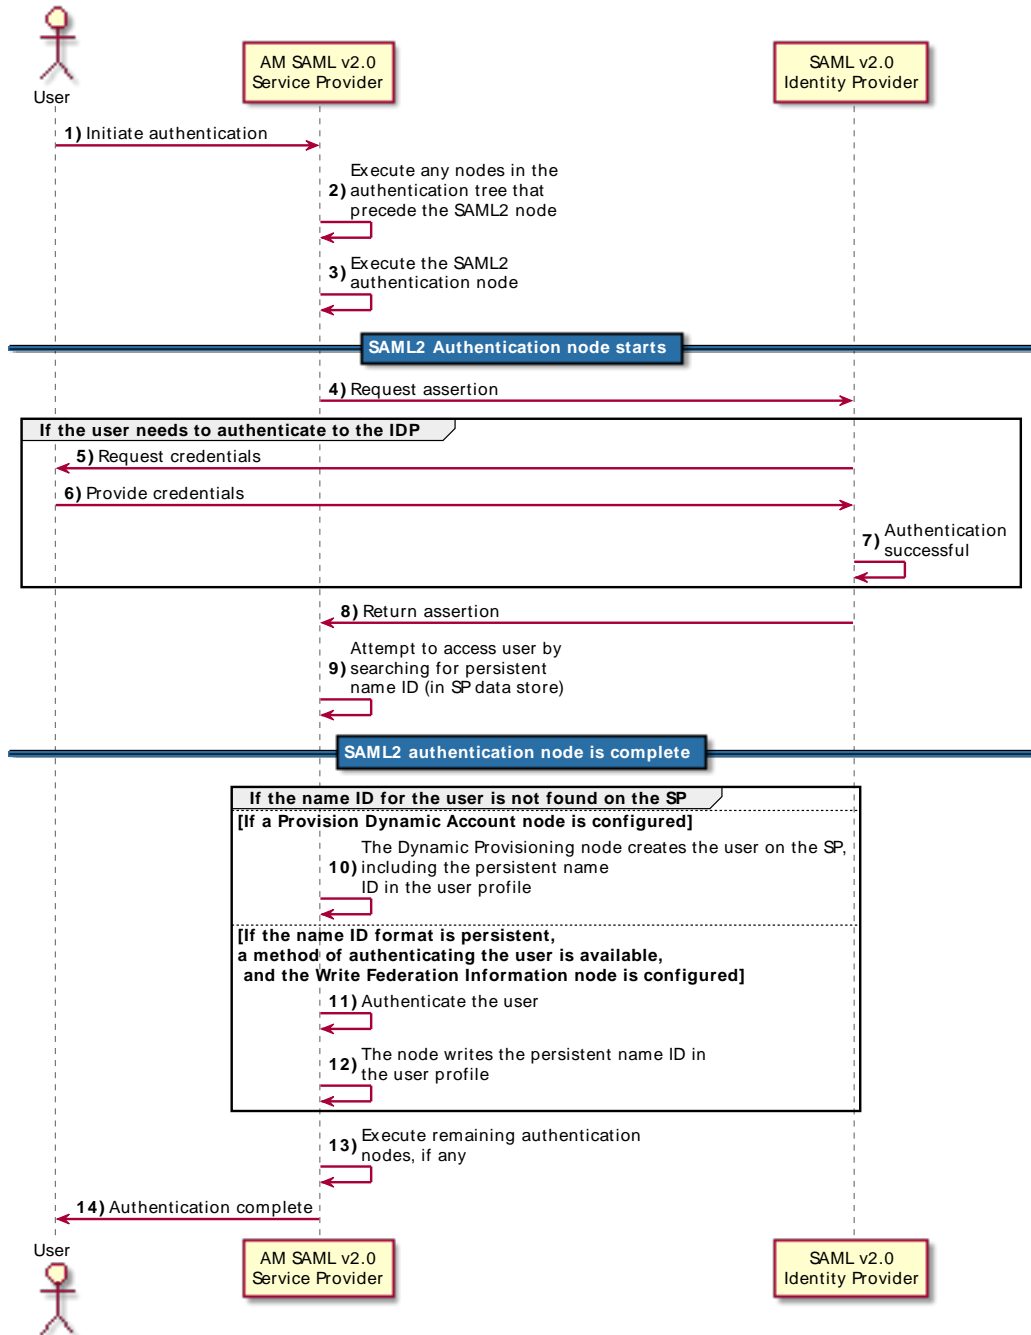 User
AM SAML v2.0
Service Provider
SAML v2.0
Identity Provider
1) Initiate authentication
Execute any nodes in the
2) authentication tree that
precede the SAML2 node
3) Execute the SAML2
authentication node
SAML2 Authentication node starts
4) Request assertion
If the user needs to authenticate to the IDP
5) Request credentials
6) Provide credentials
7) Authentication
successful
8) Return assertion
Attempt to access user by
9) searching for persistent
name ID (in SP data store)
SAML2 authentication node is complete
If the name ID for the user is not found on the SP
[If a Provision Dynamic Account node is configured]
The Dynamic Provisioning node creates the user on the SP,
10) including the persistent name
ID in the user profile
[If the name ID format is persistent,
a method of authenticating the user is available,
and the Write Federation Information node is configured]
11) Authenticate the user
12) The node writes the persistent name ID in
the user profile
13) Execute remaining authentication
nodes, if any
14) Authentication complete
User
AM SAML v2.0
Service Provider
SAML v2.0
Identity Provider